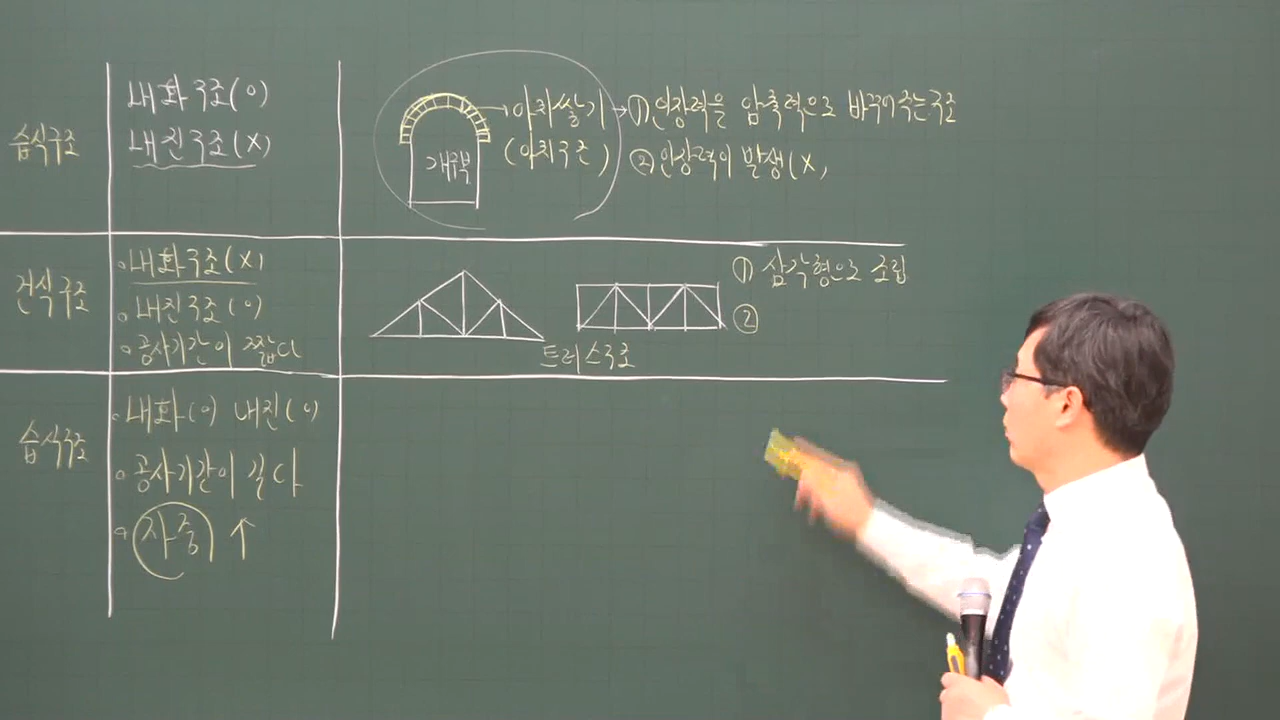 습식구조
내화구조(O)
내진구조(X)
개구부
아치쌓기
(아치구조)
① 인장력을 압축력으로 바꾸어주는구조
② 인장력이 발생(X)
건식구조
내화구조(X)
내진구조(O)
공사기간이 짧다
트러스구조
① 삼각형으로 조립
②
습식구조
내화(O) 내진(O)
공사기간이 길다
자중 ↑